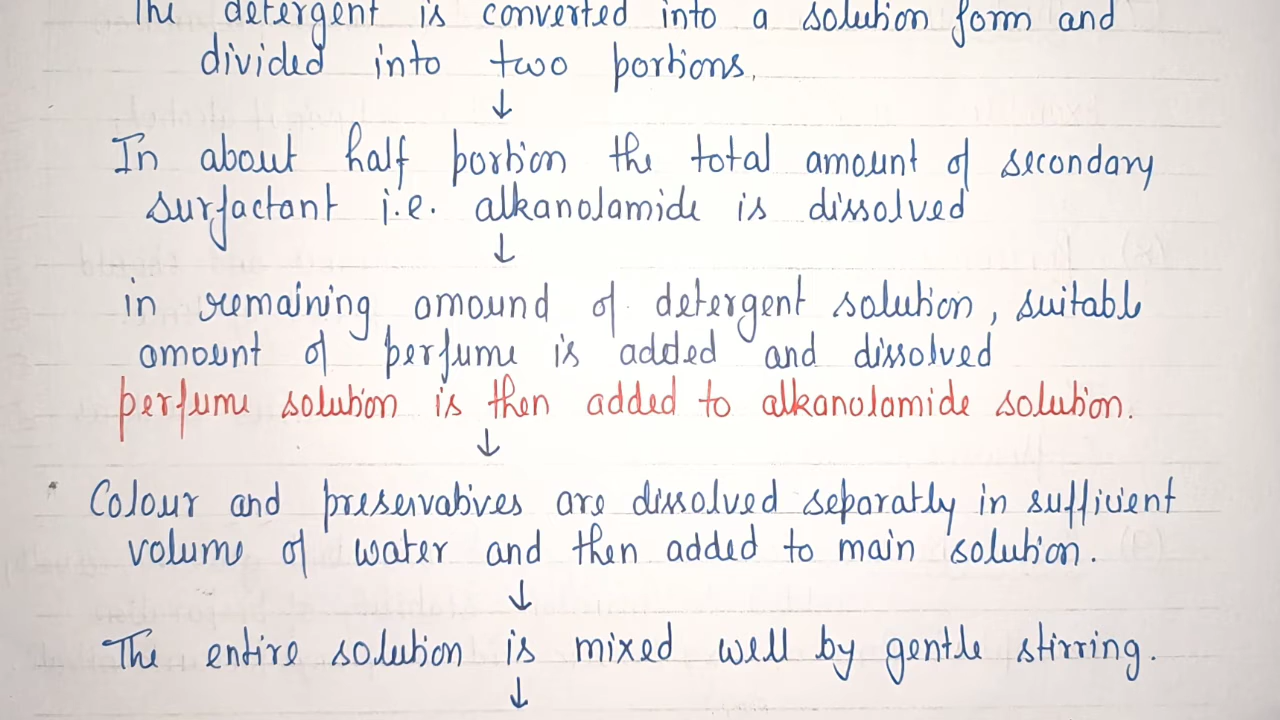 The detergent is converted into a solution form and
divided into two portions.
↓
In about half portion the total amount of secondary
surfactant i.e. alkanolamide is dissolved
↓
in remaining amound of detergent solution, suitable
amount of perfume is added and dissolved
perfume solution is then added to alkanolamide solution.
↓
Colour and preservatives are dissolved separatly in sufficient
volume of water and then added to main solution.
↓
The entire solution is mixed well by gentle stirring.
↓